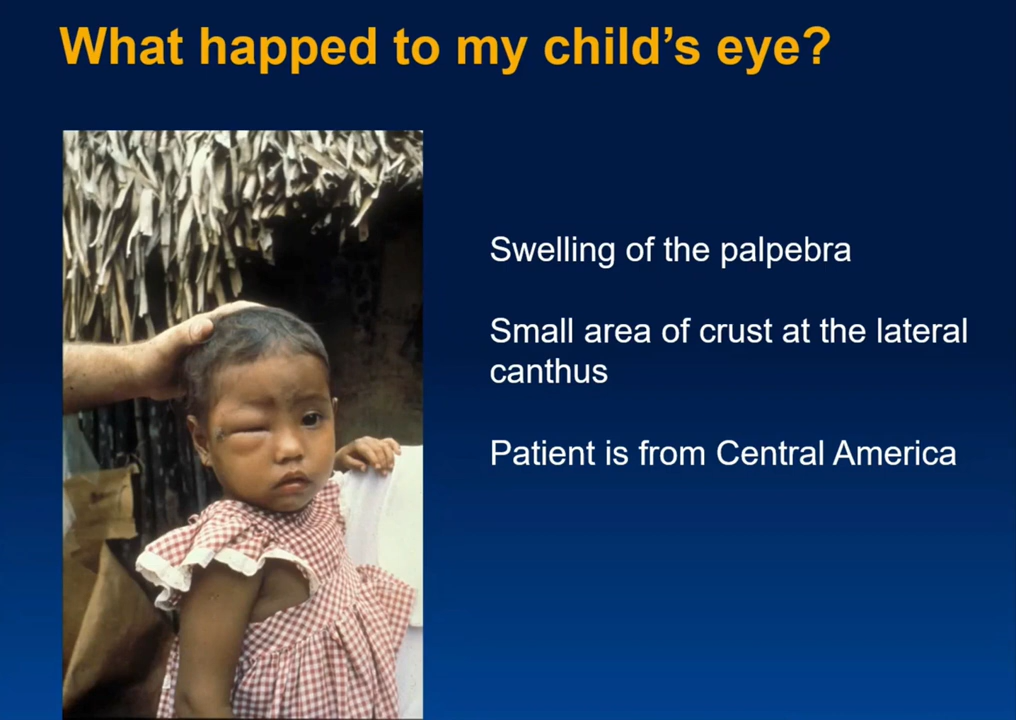 What happed to my child’s eye?
Swelling of the palpebra
Small area of crust at the lateral
canthus
Patient is from Central America